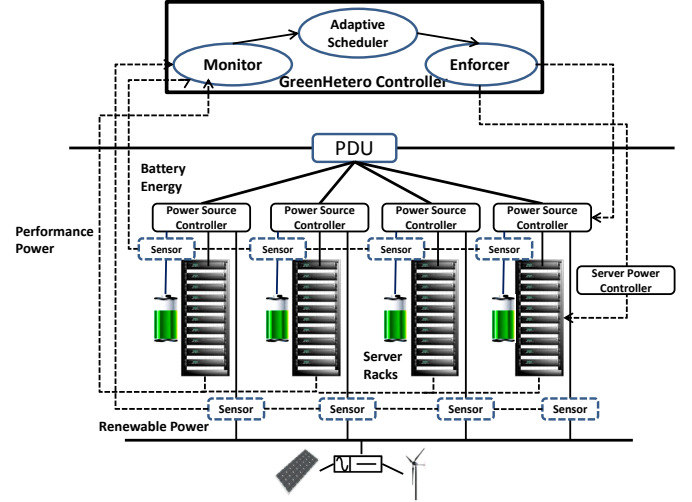 Adaptive
Scheduler
Monitor
Enforcer
GreenHetero Controller
PDU
Battery
Energy
Power Source
Controller
Power Source
Controller
Power Source
Controller
Power Source
Controller
Performance
Power
Sensor
Sensor
Sensor
Sensor
Server Power
Controller
Server
Racks
Sensor
Sensor
Sensor
Sensor
Renewable Power